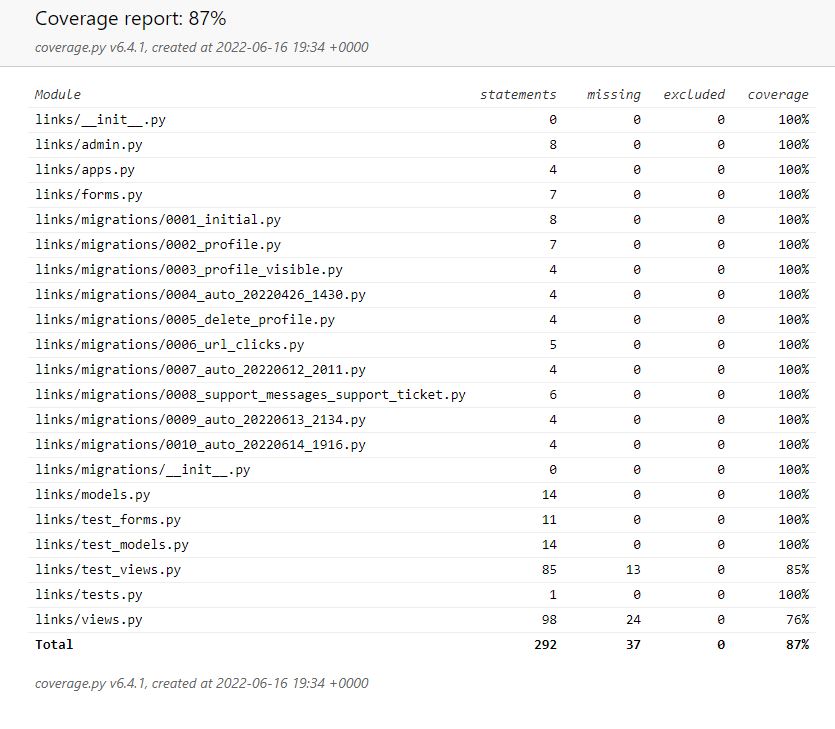 Coverage report: 87%
coverage.py v6.4.1, created at 2022-06-16 19:34 +0000
Module statements missing excluded coverage
links/__init__.py 0 0 0 100%
links/admin.py 8 0 0 100%
links/apps.py 4 0 0 100%
links/forms.py 7 0 0 100%
links/migrations/0001_initial.py 8 0 0 100%
links/migrations/0002_profile.py 7 0 0 100%
links/migrations/0003_profile_visible.py 4 0 0 100%
links/migrations/0004_auto_20220426_1430.py 4 0 0 100%
links/migrations/0005_delete_profile.py 4 0 0 100%
links/migrations/0006_url_clicks.py 5 0 0 100%
links/migrations/0007_auto_20220612_2011.py 4 0 0 100%
links/migrations/0008_support_messages_support_ticket.py 6 0 0 100%
links/migrations/0009_auto_20220613_2134.py 4 0 0 100%
links/migrations/0010_auto_20220614_1916.py 4 0 0 100%
links/migrations/__init__.py 0 0 0 100%
links/models.py 14 0 0 100%
links/test_forms.py 11 0 0 100%
links/test_models.py 14 0 0 100%
links/test_views.py 85 13 0 85%
links/tests.py 1 0 0 100%
links/views.py 98 24 0 76%
Total 292 37 0 87%
coverage.py v6.4.1, created at 2022-06-16 19:34 +0000